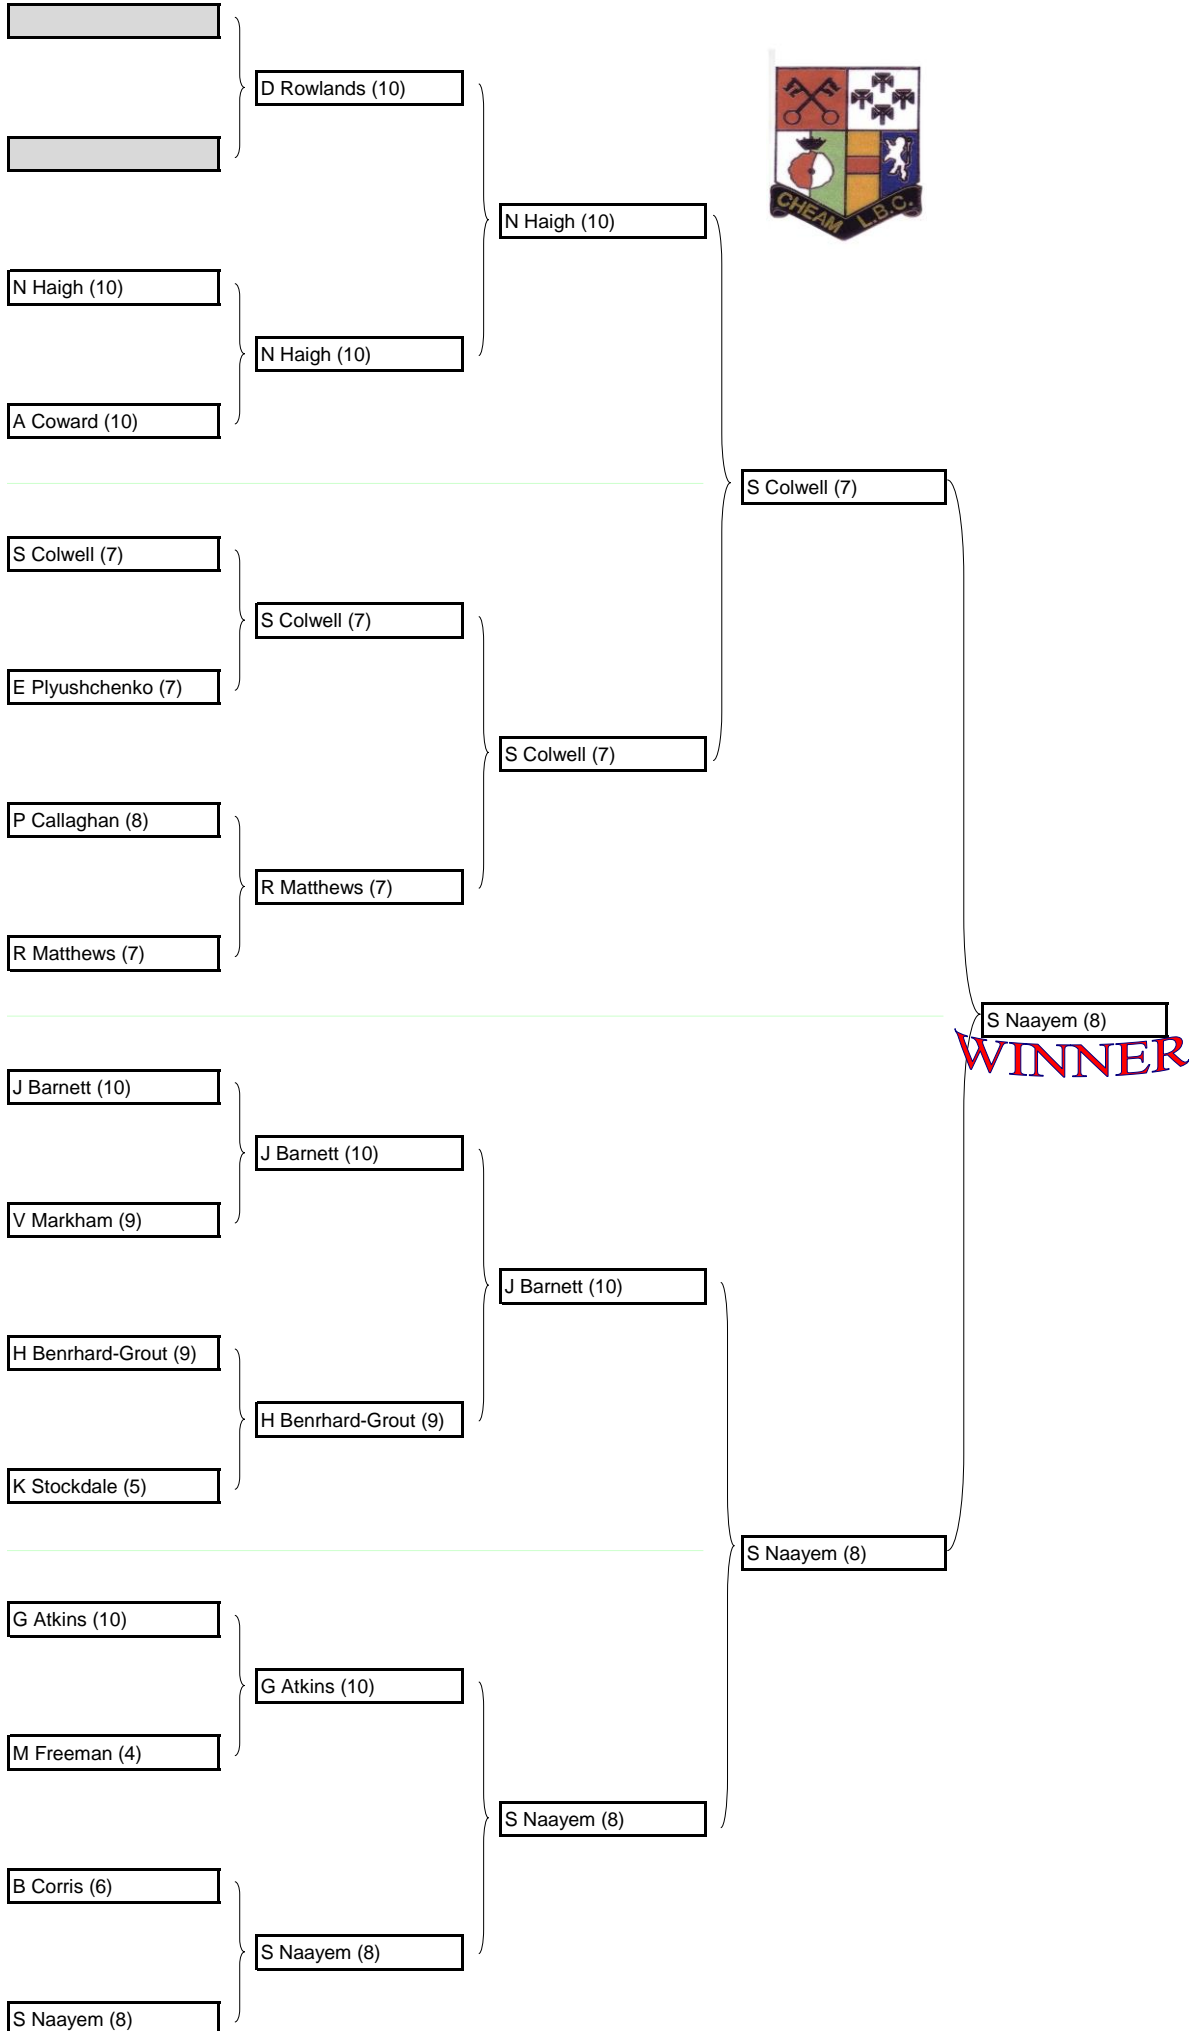 D Rowlands (10)
N Haigh (10)
N Haigh (10)
N Haigh (10)
A Coward (10)
CHEAM L.B.C.
S Colwell (7)
S Colwell (7)
S Colwell (7)
E Plyushchenko (7)
S Colwell (7)
P Callaghan (8)
R Matthews (7)
R Matthews (7)
S Naayem (8)
WINNER
J Barnett (10)
J Barnett (10)
V Markham (9)
J Barnett (10)
H Benrhard-Grout (9)
H Benrhard-Grout (9)
K Stockdale (5)
S Naayem (8)
G Atkins (10)
G Atkins (10)
M Freeman (4)
S Naayem (8)
B Corris (6)
S Naayem (8)
S Naayem (8)